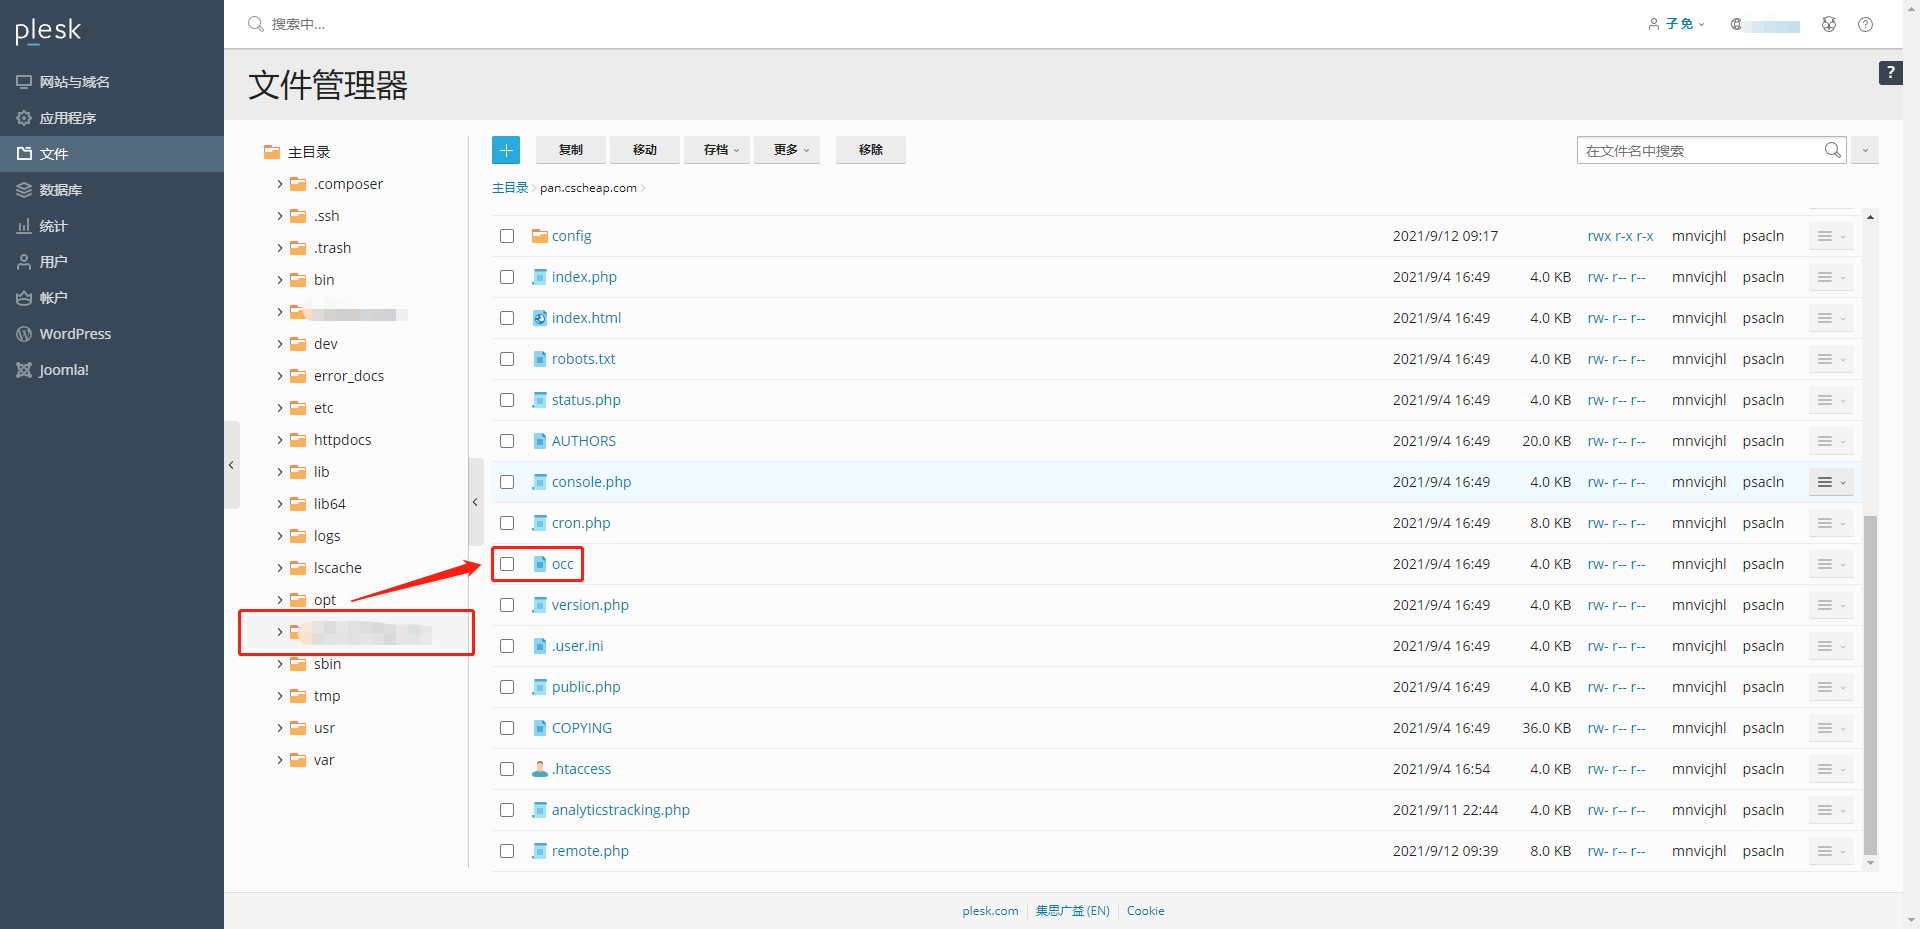 plesk
搜索中...
子 免
网站与域名
应用程序
文件
数据库
统计
用户
帐户
WordPress
Joomla!
文件管理器
?
主目录
.composer
.ssh
.trash
bin
dev
error_docs
etc
httpdocs
lib
lib64
logs
lscache
opt
sbin
tmp
usr
var
复制
移动
存档
更多
移除
在文件名中搜索
主目录 > pan.cscheap.com >
config 2021/9/12 09:17 rwx r-x r-x mnvicjhl psacln
index.php 2021/9/4 16:49 4.0 KB rw- r-- r-- mnvicjhl psacln
index.html 2021/9/4 16:49 4.0 KB rw- r-- r-- mnvicjhl psacln
robots.txt 2021/9/4 16:49 4.0 KB rw- r-- r-- mnvicjhl psacln
status.php 2021/9/4 16:49 4.0 KB rw- r-- r-- mnvicjhl psacln
AUTHORS 2021/9/4 16:49 20.0 KB rw- r-- r-- mnvicjhl psacln
console.php 2021/9/4 16:49 4.0 KB rw- r-- r-- mnvicjhl psacln
cron.php 2021/9/4 16:49 8.0 KB rw- r-- r-- mnvicjhl psacln
occ 2021/9/4 16:49 4.0 KB rw- r-- r-- mnvicjhl psacln
version.php 2021/9/4 16:49 4.0 KB rw- r-- r-- mnvicjhl psacln
.user.ini 2021/9/4 16:49 4.0 KB rw- r-- r-- mnvicjhl psacln
public.php 2021/9/4 16:49 4.0 KB rw- r-- r-- mnvicjhl psacln
COPYING 2021/9/4 16:49 36.0 KB rw- r-- r-- mnvicjhl psacln
.htaccess 2021/9/4 16:54 4.0 KB rw- r-- r-- mnvicjhl psacln
analyticstracking.php 2021/9/11 22:44 4.0 KB rw- r-- r-- mnvicjhl psacln
remote.php 2021/9/12 09:39 8.0 KB rw- r-- r-- mnvicjhl psacln
plesk.com
集思广益 (EN)
Cookie